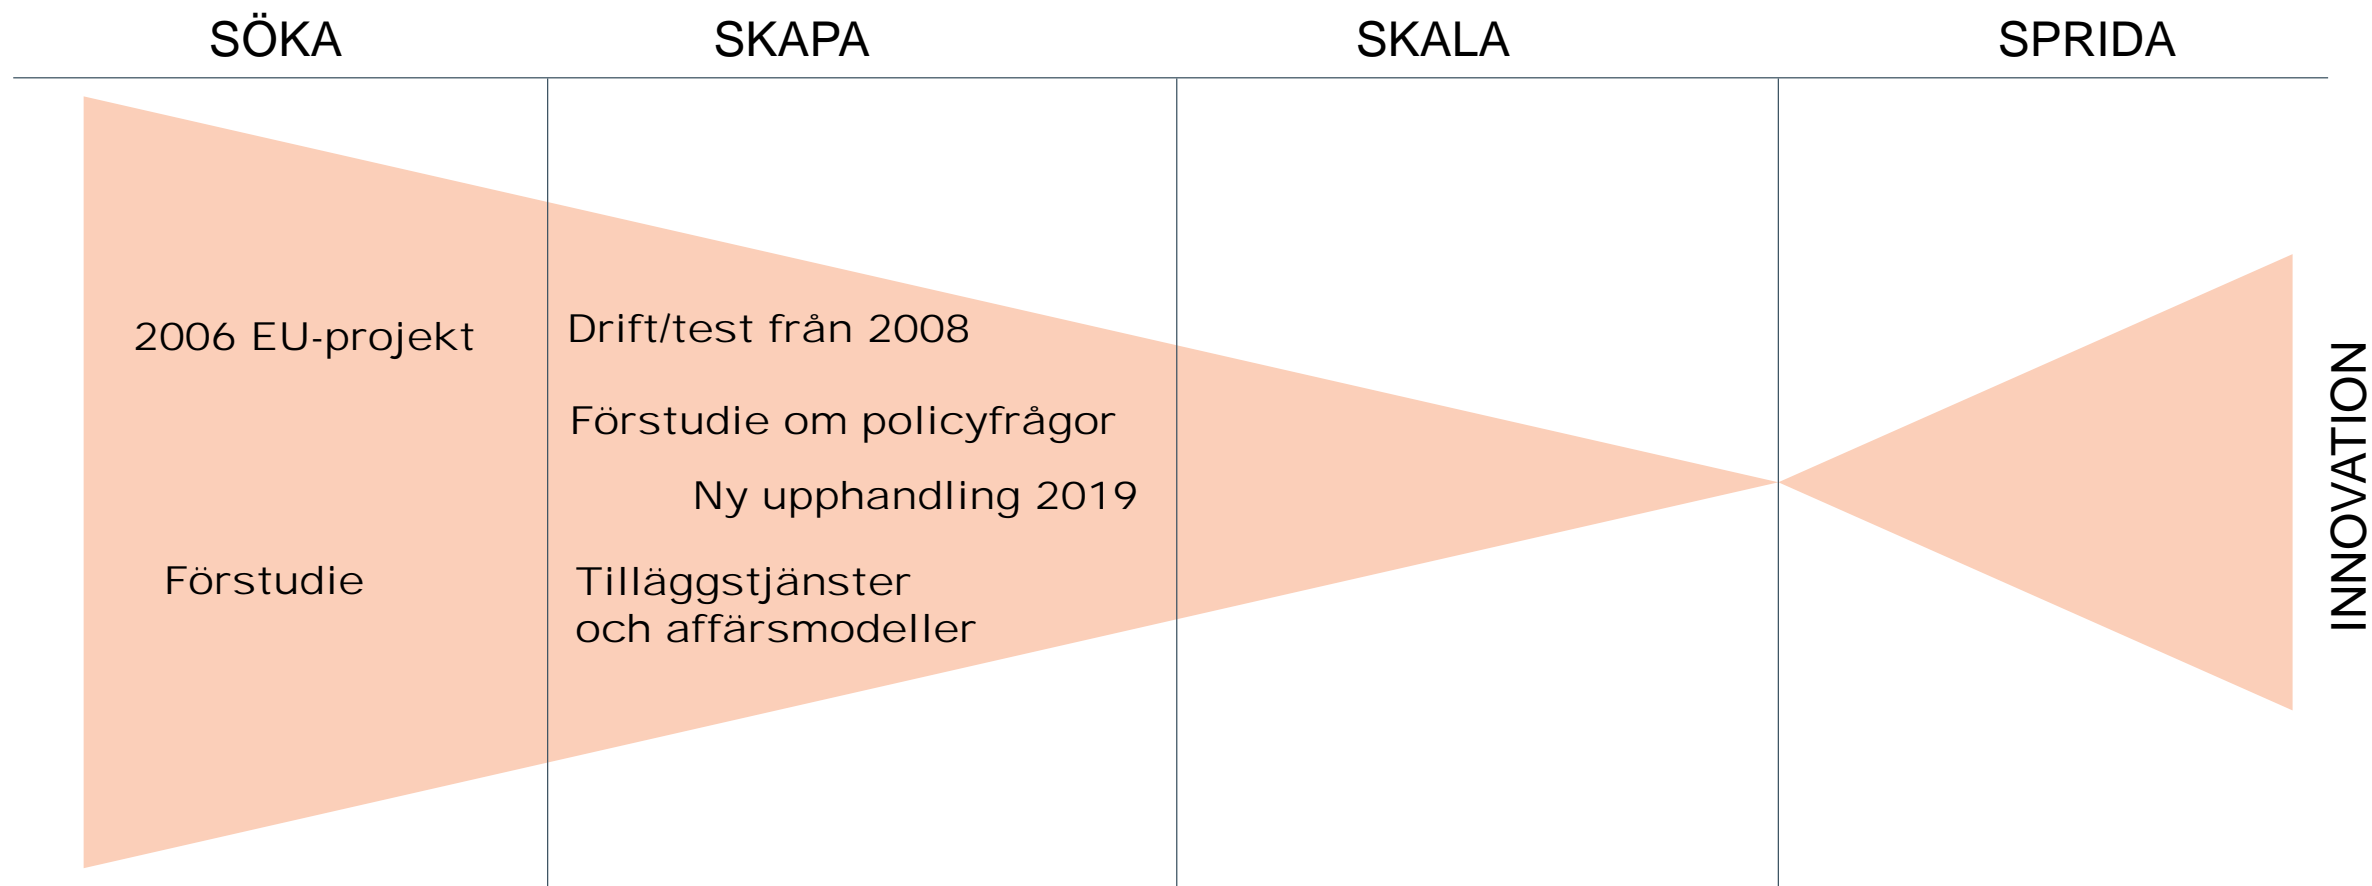 SÖKA
SKAPA
SKALA
SPRIDA
2006 EU-projekt
Förstudie
Drift/test från 2008
Förstudie om policyfrågor
Ny upphandling 2019
Tilläggstjänster
och affärsmodeller
INNOVATION